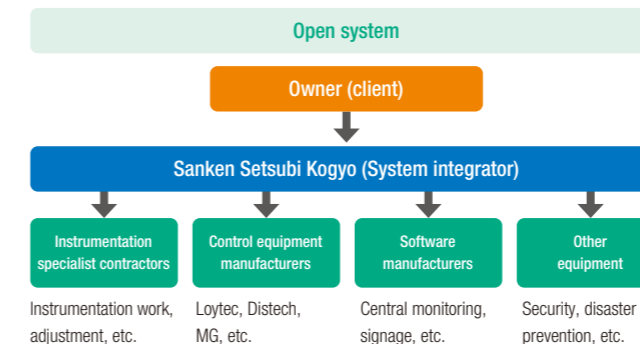 Open system
Owner (client)
Sanken Setsubi Kogyo (System integrator)
Instrumentation
specialist contractors
Control equipment
manufacturers
Software
manufacturers
Other
equipment
Instrumentation work,
adjustment, etc.
Loytec, Distech,
MG, etc.
Central monitoring,
signage, etc.
Security, disaster
prevention, etc.